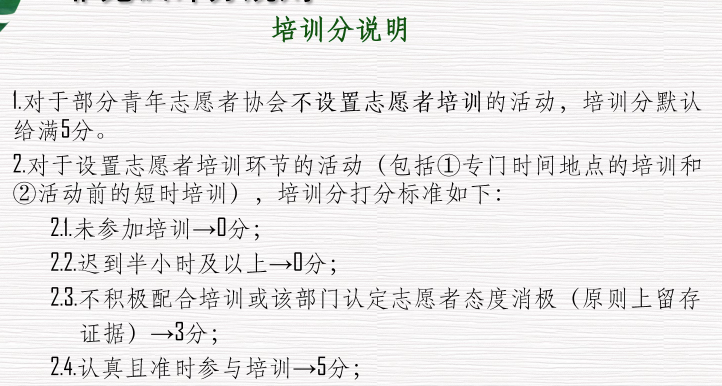 培训分说明
1.对于部分青年志愿者协会不设置志愿者培训的活动，培训分默认
给满5分。
2.对于设置志愿者培训环节的活动（包括①专门时间地点的培训和
②活动前的短时培训），培训分打分标准如下：
2.1.未参加培训→0分；
2.2.迟到半小时及以上→0分；
2.3.不积极配合培训或该部门认定志愿者态度消极（原则上留存
证据）→3分；
2.4.认真且准时参与培训→5分；